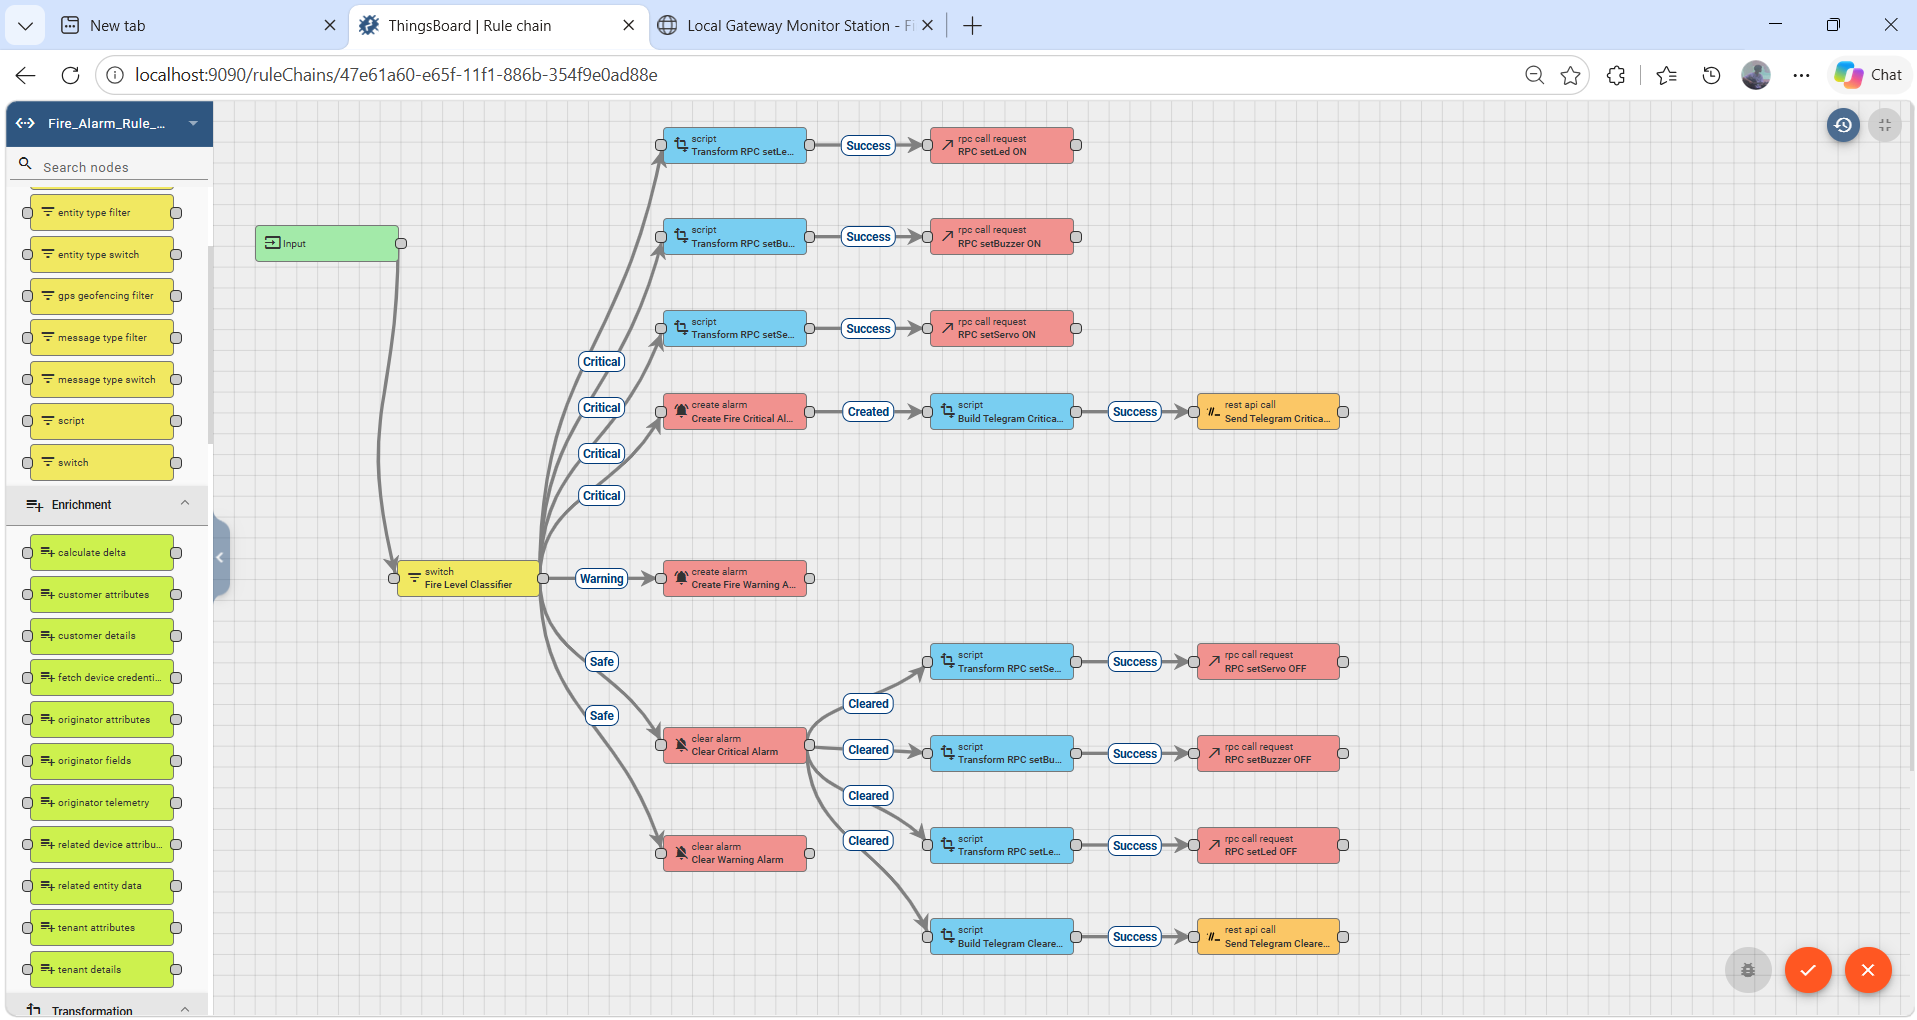 New tab
ThingsBoard | Rule chain
Local Gateway Monitor Station - Fi
localhost:9090/ruleChains/47e61a60-e65f-11f1-886b-354f9e0ad88e
Chat
Fire_Alarm_Rule_...
Search nodes
entity type filter
entity type switch
gps geofencing filter
message type filter
message type switch
script
switch
Enrichment
calculate delta
customer attributes
customer details
fetch device credenti...
originator attributes
originator fields
originator telemetry
related device attribu...
related entity data
tenant attributes
tenant details
Transformation
Input
switch
Fire Level Classifier
Critical
Critical
Critical
Critical
Warning
Safe
Safe
script
Transform RPC setLe...
Success
rpc call request
RPC setLed ON
script
Transform RPC setBu...
Success
rpc call request
RPC setBuzzer ON
script
Transform RPC setSe...
Success
rpc call request
RPC setServo ON
create alarm
Create Fire Critical Al...
Created
script
Build Telegram Critica...
Success
rest api call
Send Telegram Critica...
create alarm
Create Fire Warning A...
clear alarm
Clear Critical Alarm
clear alarm
Clear Warning Alarm
Cleared
Cleared
Cleared
Cleared
script
Transform RPC setSe...
Success
rpc call request
RPC setServo OFF
script
Transform RPC setBu...
Success
rpc call request
RPC setBuzzer OFF
script
Transform RPC setLe...
Success
rpc call request
RPC setLed OFF
script
Build Telegram Cleare...
Success
rest api call
Send Telegram Cleare...